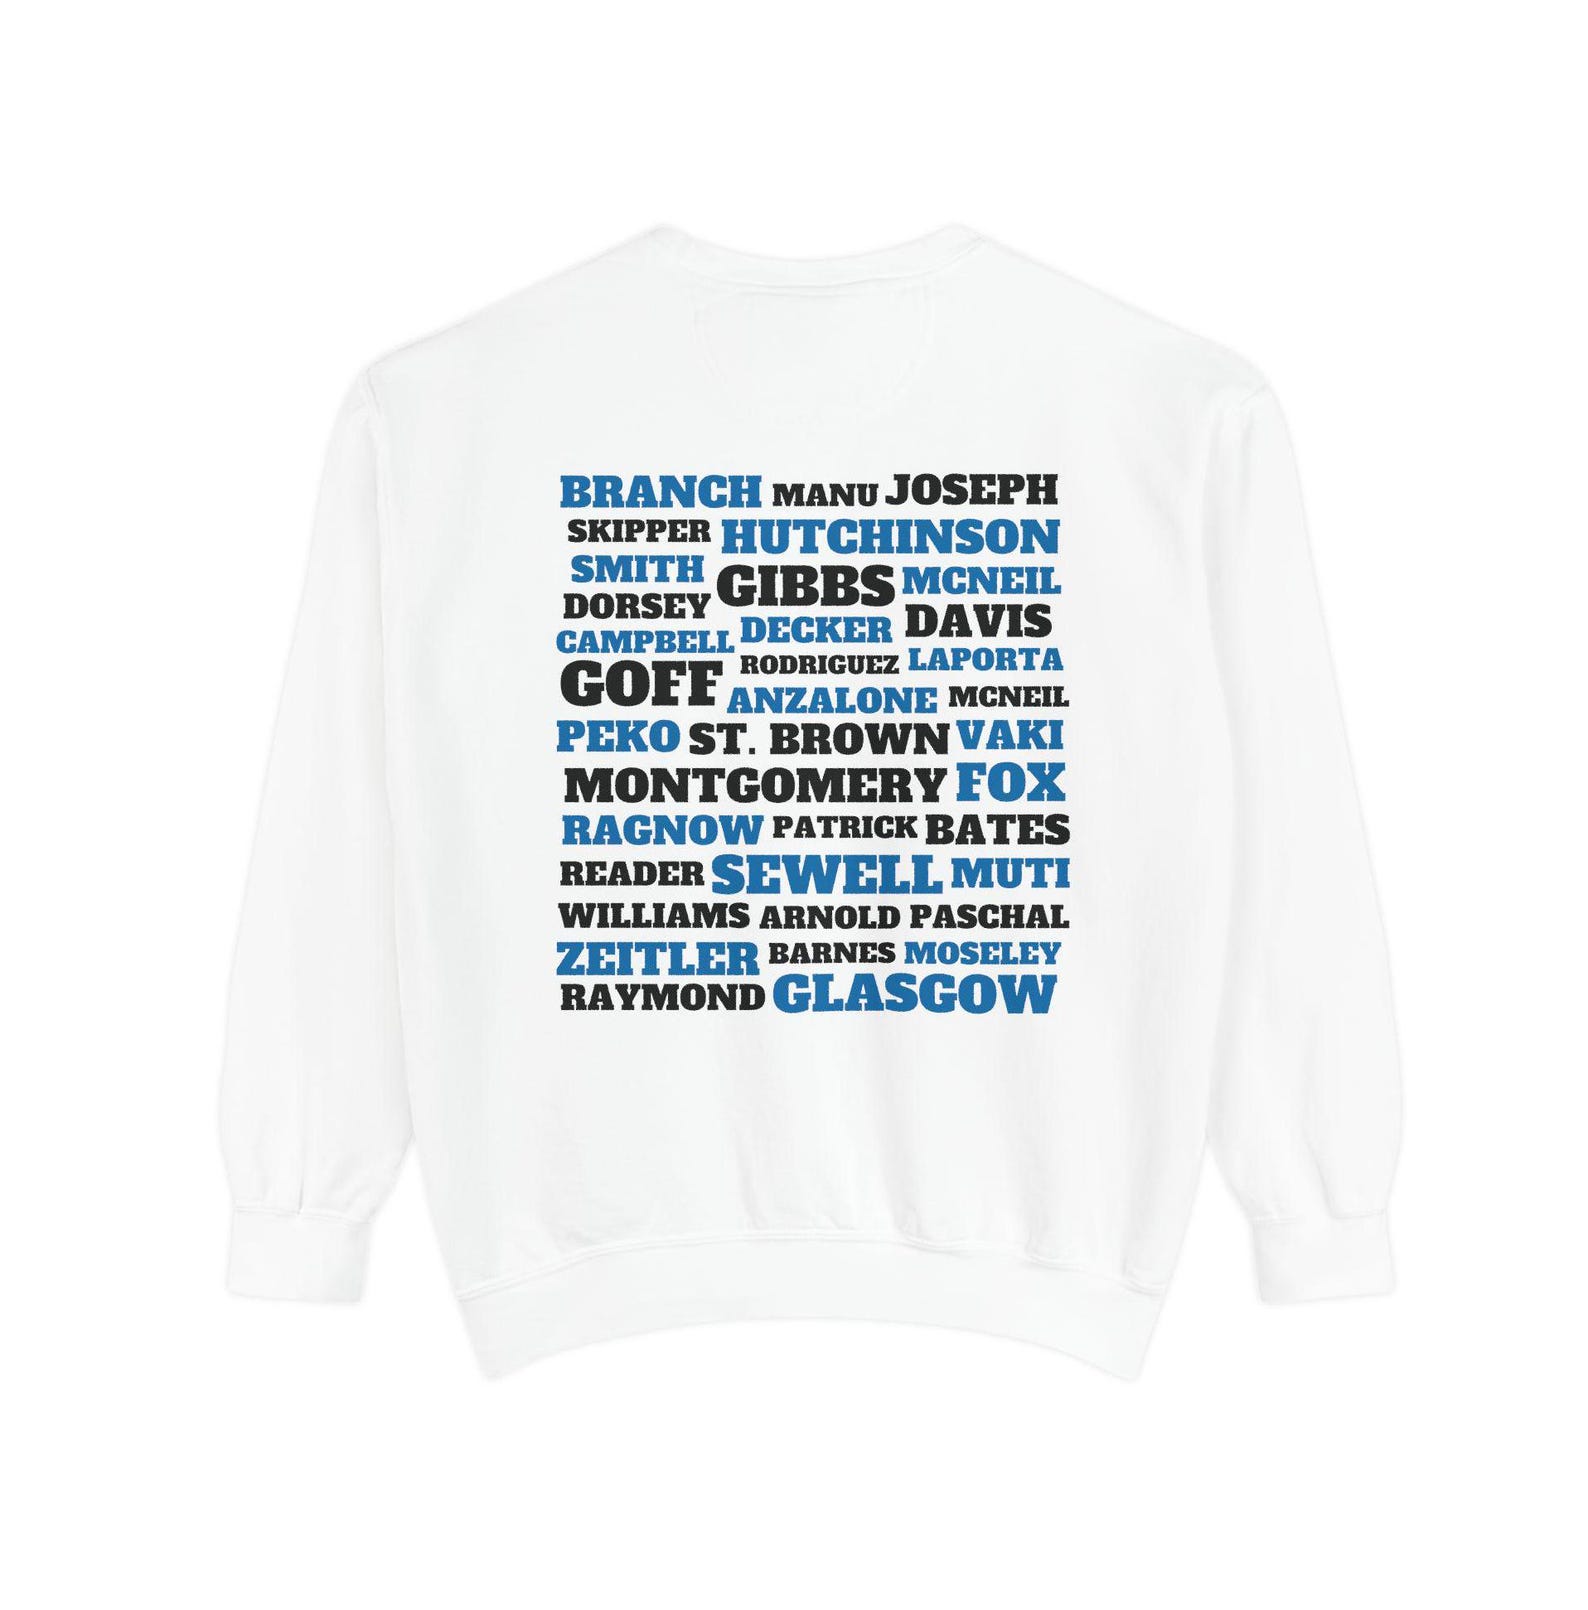 BRANCH MANU JOSEPH
SKIPPER HUTCHINSON
SMITH GIBBS MCNEIL
DORSEY DAVIS
CAMPBELL DECKER
GOFF RODRIGUEZ LAPORTA
ANZALONE MCNEIL
PEKO ST. BROWN VAKI
MONTGOMERY FOX
RAGNOW PATRICK BATES
READER SEWELL MUTI
WILLIAMS ARNOLD PASCHAL
ZEITLER BARNES MOSELEY
RAYMOND GLASGOW